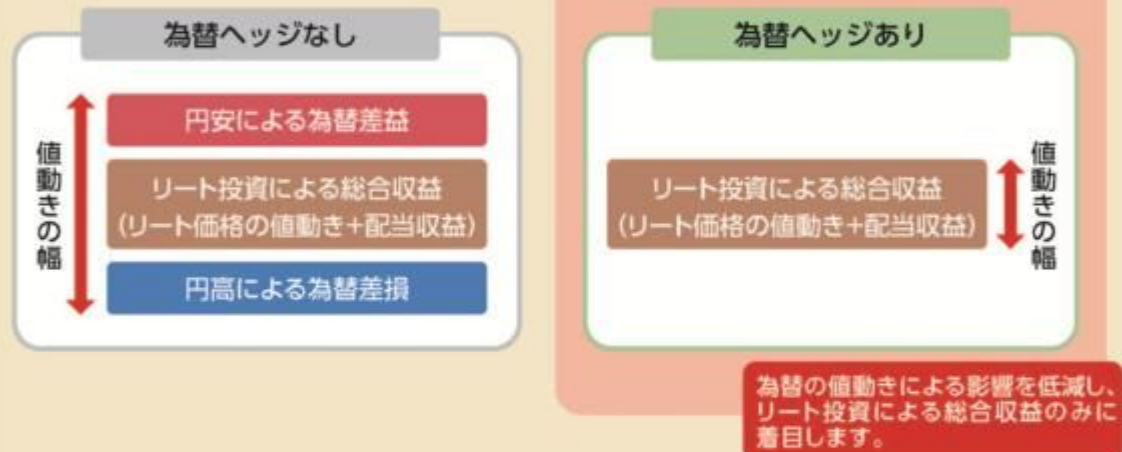 為替ヘッジなし
値動きの幅
円安による為替差益
リート投資による総合収益
(リート価格の値動き+配当収益)
円高による為替差損
為替ヘッジあり
リート投資による総合収益
(リート価格の値動き+配当収益)
値動きの幅
為替の値動きによる影響を低減し、
リート投資による総合収益のみに
着目します。